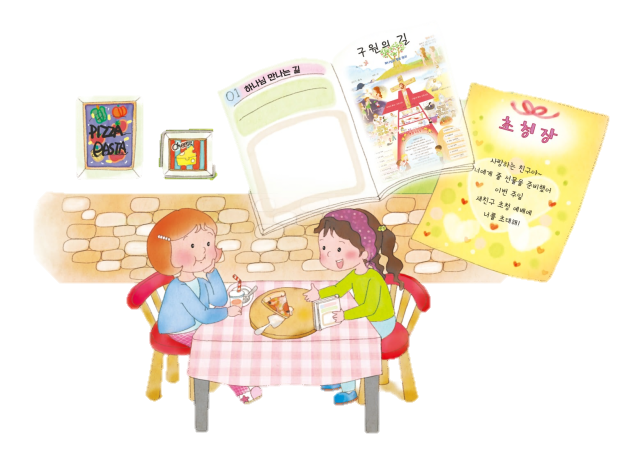 구원의 길
01 하나님 만나는 길
초청장
사랑하는 친구야~
너에게 줄 선물을 준비했어
이번 주일
새친구 초청 예배에
너를 초대해!
PIZZA
PASTA
Cheese